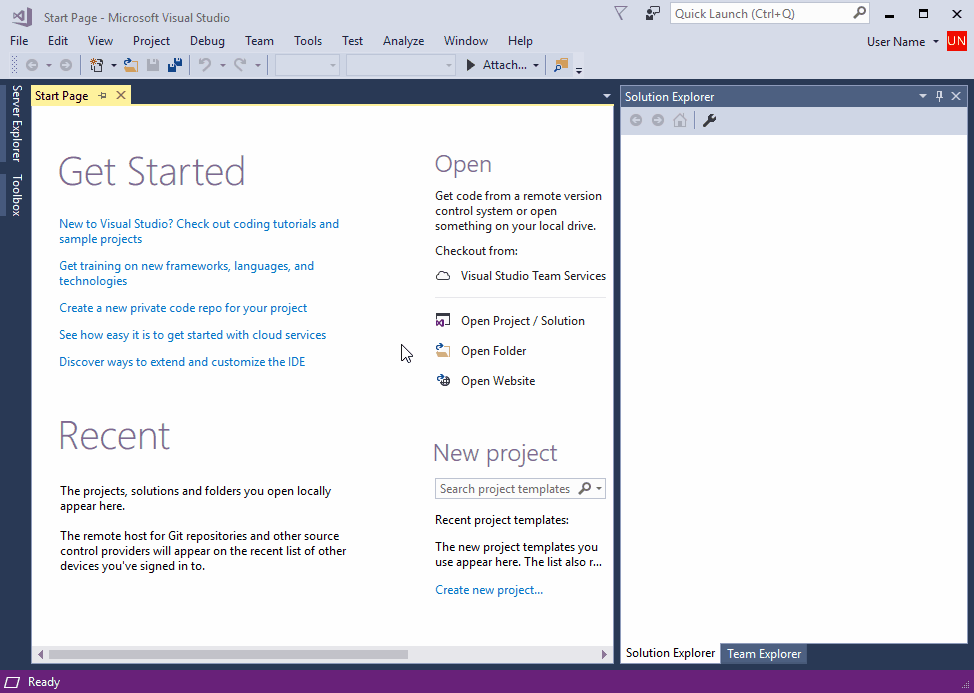 Start Page - Microsoft Visual Studio
Quick Launch (Ctrl+Q)
File Edit View Project Debug Team Tools Test Analyze Window Help
User Name UN
Attach...
Server Explorer
Toolbox
Start Page
Get Started
New to Visual Studio? Check out coding tutorials and
sample projects
Get training on new frameworks, languages, and
technologies
Create a new private code repo for your project
See how easy it is to get started with cloud services
Discover ways to extend and customize the IDE
Recent
The projects, solutions and folders you open locally
appear here.
The remote host for Git repositories and other source
control providers will appear on the recent list of other
devices you've signed in to.
Open
Get code from a remote version
control system or open
something on your local drive.
Checkout from:
Visual Studio Team Services
Open Project / Solution
Open Folder
Open Website
New project
Search project templates
Recent project templates:
The new project templates you
use appear here. The list also r...
Create new project...
Solution Explorer
Solution Explorer Team Explorer
Ready